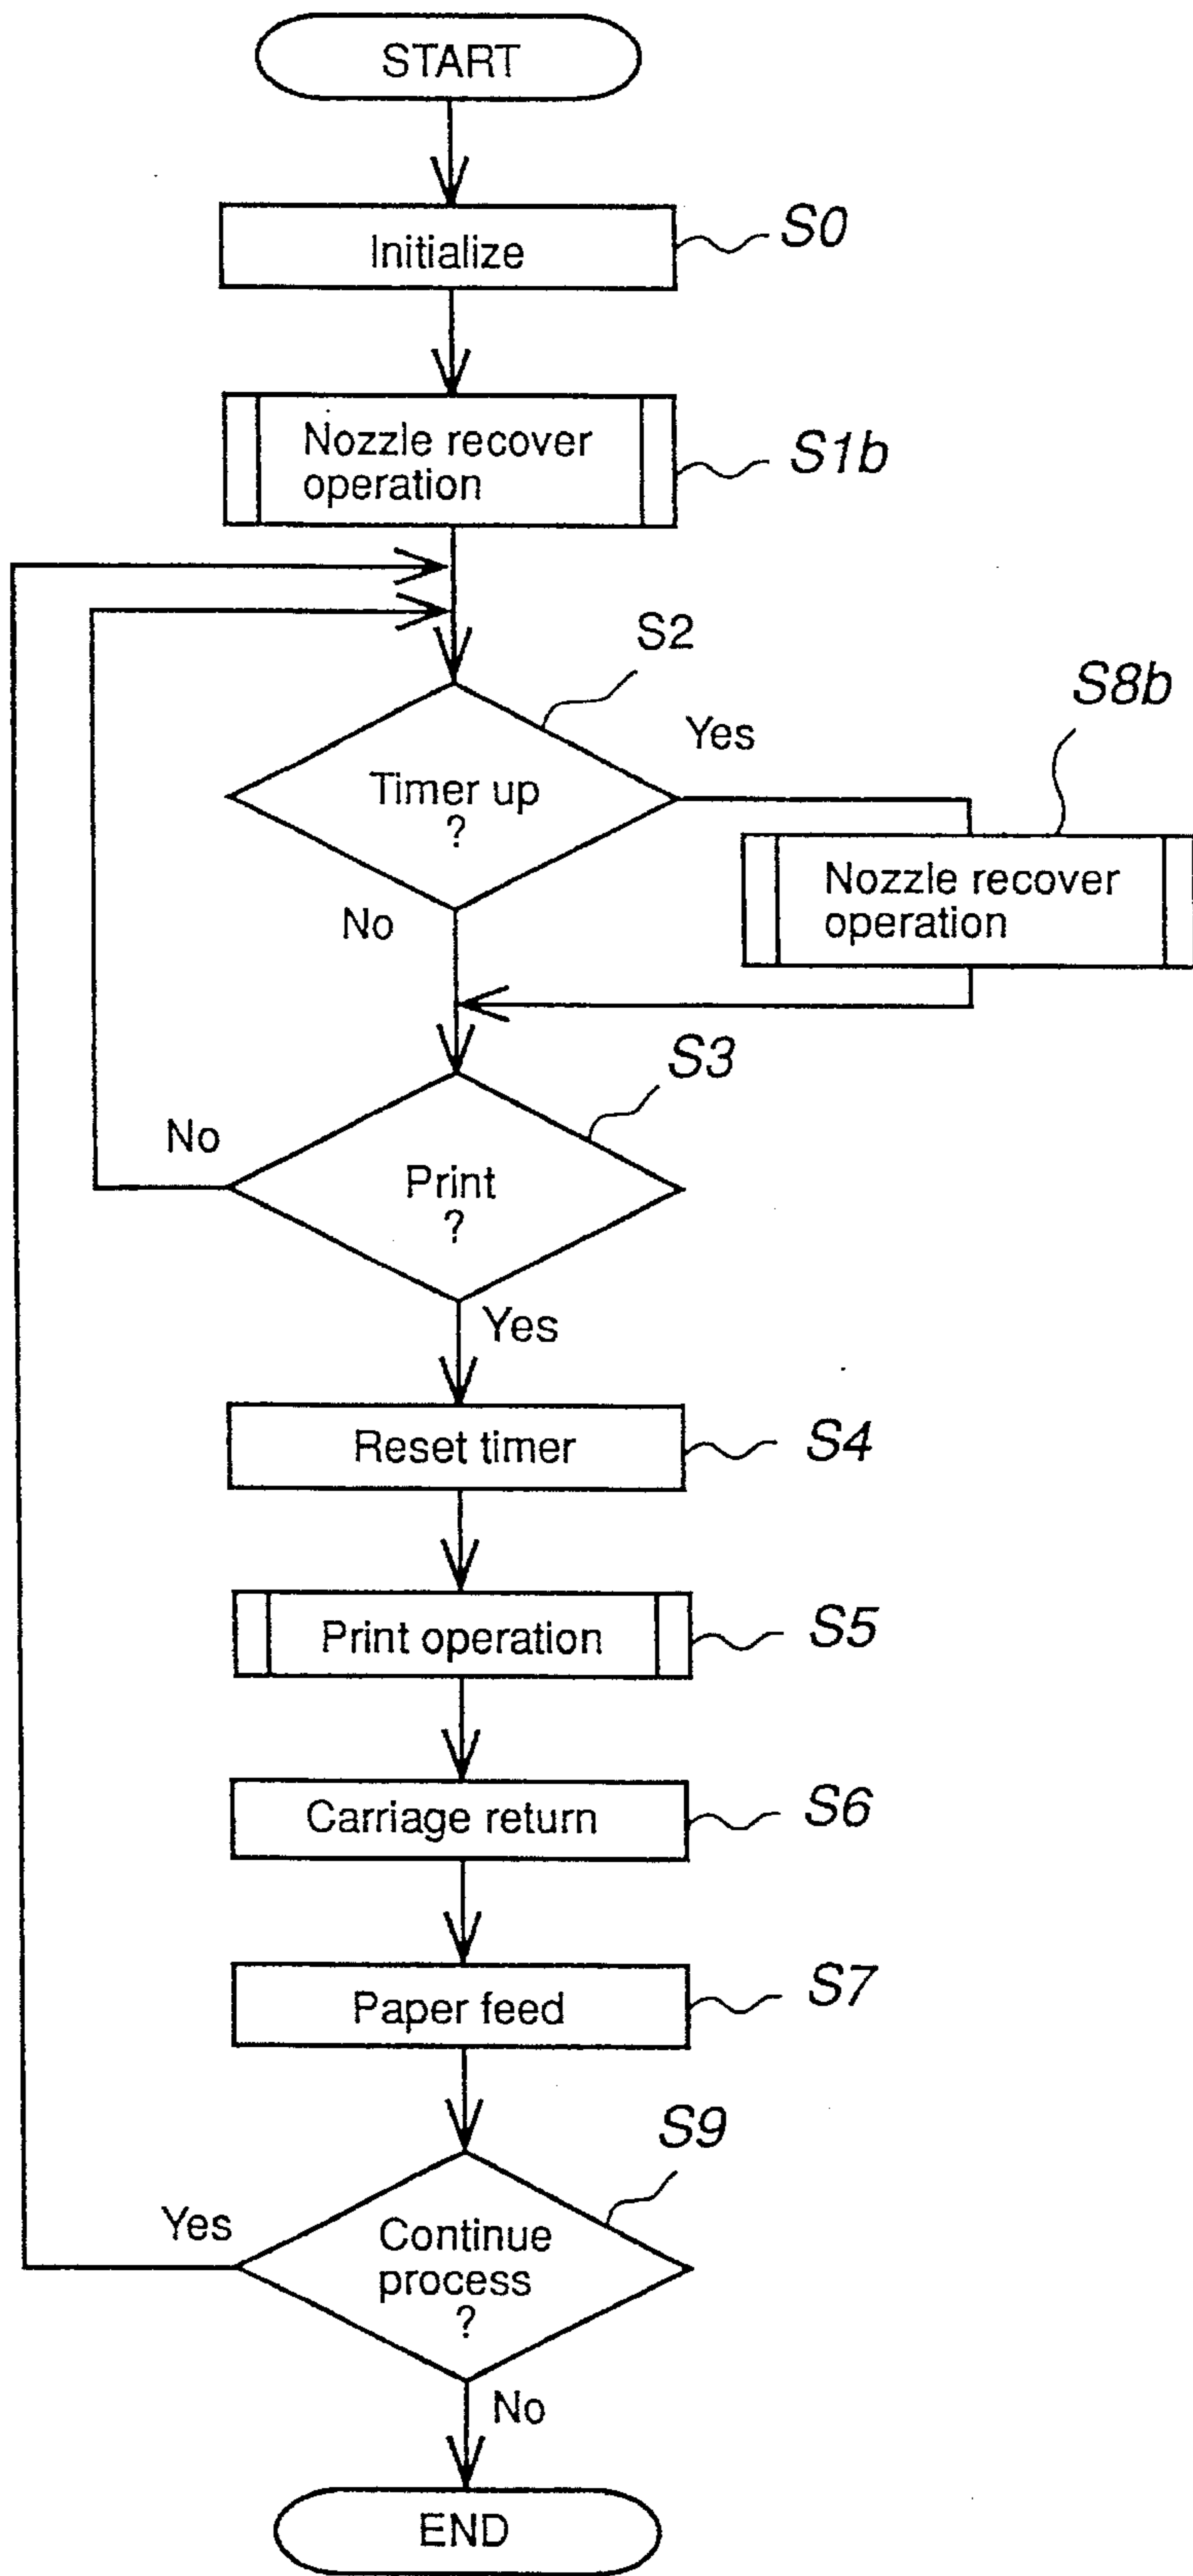 START
Initialize
S0
Nozzle recover
operation
S1b
S2
Yes
S8b
Timer up
?
Nozzle recover
operation
No
S3
No
Print
?
Yes
Reset timer
S4
Print operation
S5
Carriage return
S6
Paper feed
S7
S9
Yes
Continue
process
?
No
END